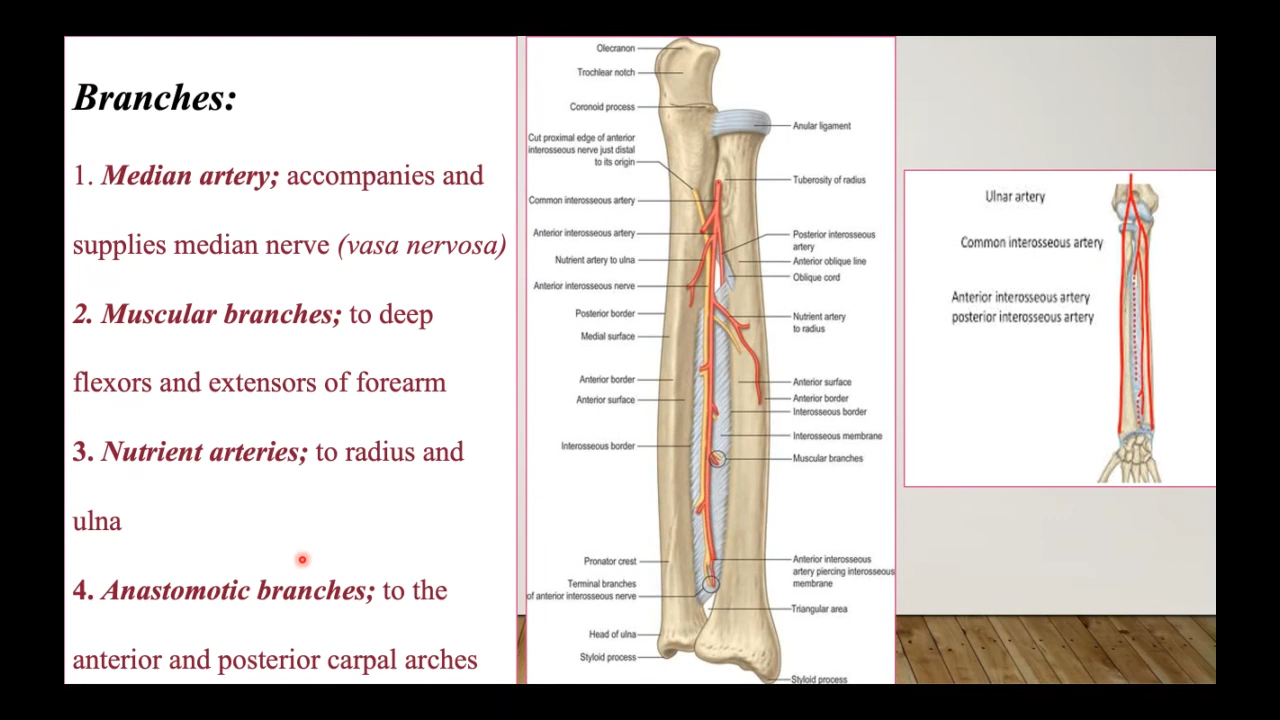 Branches:
1. Median artery; accompanies and
supplies median nerve (vasa nervosa)
2. Muscular branches; to deep
flexors and extensors of forearm
3. Nutrient arteries; to radius and
ulna
4. Anastomotic branches; to the
anterior and posterior carpal arches
Olecranon
Trochlear notch
Coronoid process
Cut proximal edge of anterior
interosseous nerve just distal
to its origin
Common interosseous artery
Anterior interosseous artery
Nutrient artery to ulna
Anterior interosseous nerve
Posterior border
Medial surface
Anterior border
Anterior surface
Interosseous border
Pronator crest
Terminal branches
of anterior interosseous nerve
Head of ulna
Styloid process
Anular ligament
Tuberosity of radius
Posterior interosseous
artery
Anterior oblique line
Oblique cord
Nutrient artery
to radius
Anterior surface
Anterior border
Interosseous border
Interosseous membrane
Muscular branches
Anterior interosseous
artery piercing interosseous
membrane
Triangular area
Styloid process
Ulnar artery
Common interosseous artery
Anterior interosseous artery
posterior interosseous artery